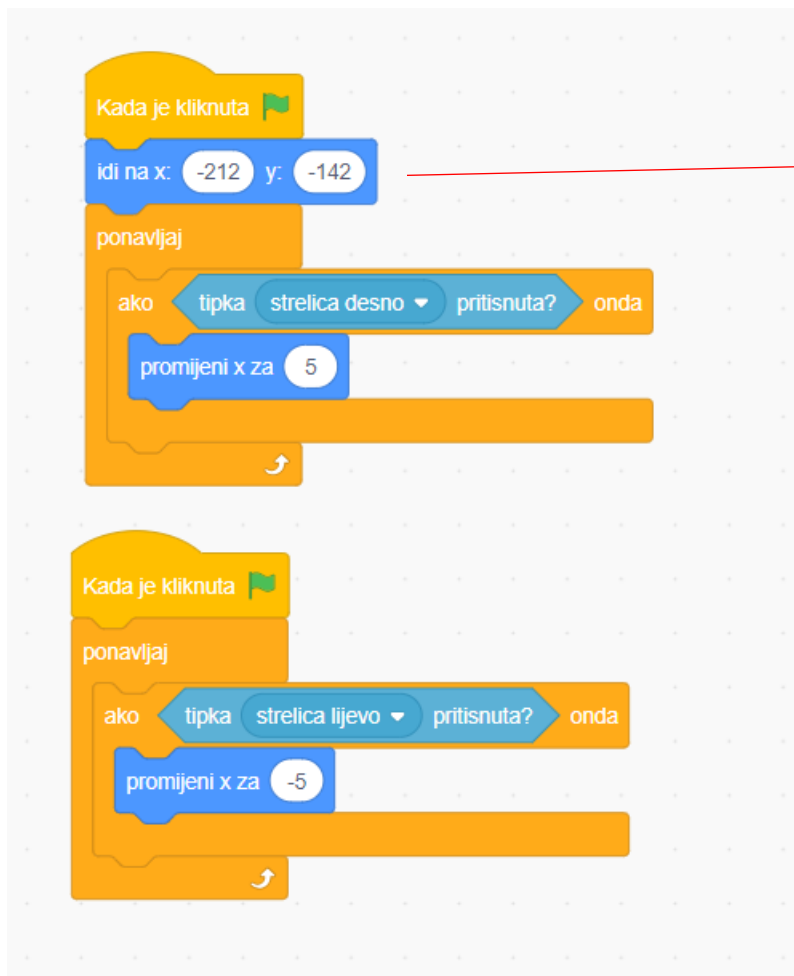 Kada je kliknuta
idi na x: -212 y: -142
ponavljaj
ako tipka strelica desno pritisnuta? onda
promijeni x za 5
Kada je kliknuta
ponavljaj
ako tipka strelica lijevo pritisnuta? onda
promijeni x za -5